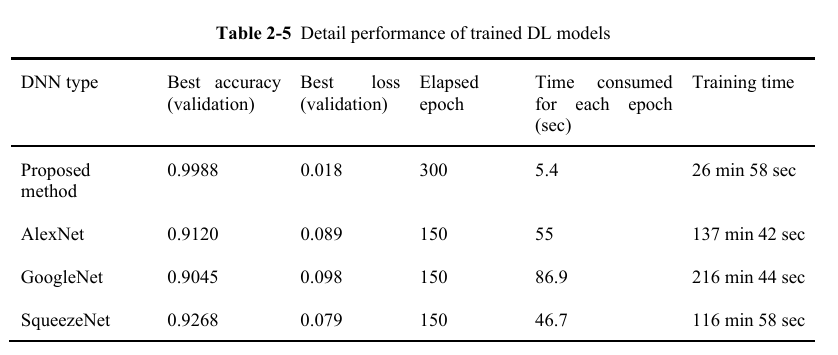 Table 2-5 Detail performance of trained DL models
DNN type Best accuracy Best loss Elapsed Time consumed Training time
(validation) (validation) epoch for each epoch
(sec)
Proposed 0.9988 0.018 300 5.4 26 min 58 sec
method
AlexNet 0.9120 0.089 150 55 137 min 42 sec
GoogleNet 0.9045 0.098 150 86.9 216 min 44 sec
SqueezeNet 0.9268 0.079 150 46.7 116 min 58 sec